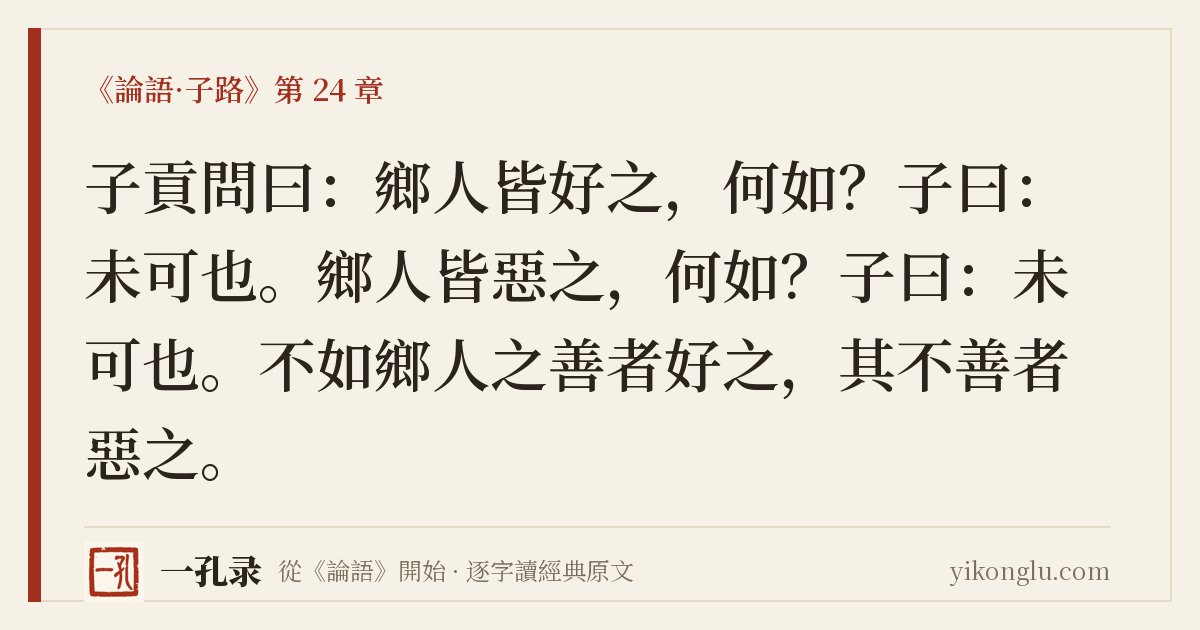 《論語·子路》第 24 章
子貢問曰：鄉人皆好之，何如？子曰：
未可也。鄉人皆惡之，何如？子曰：未
可也。不如鄉人之善者好之，其不善者
惡之。
一孔
一孔录 從《論語》開始 · 逐字讀經典原文 yikonglu.com